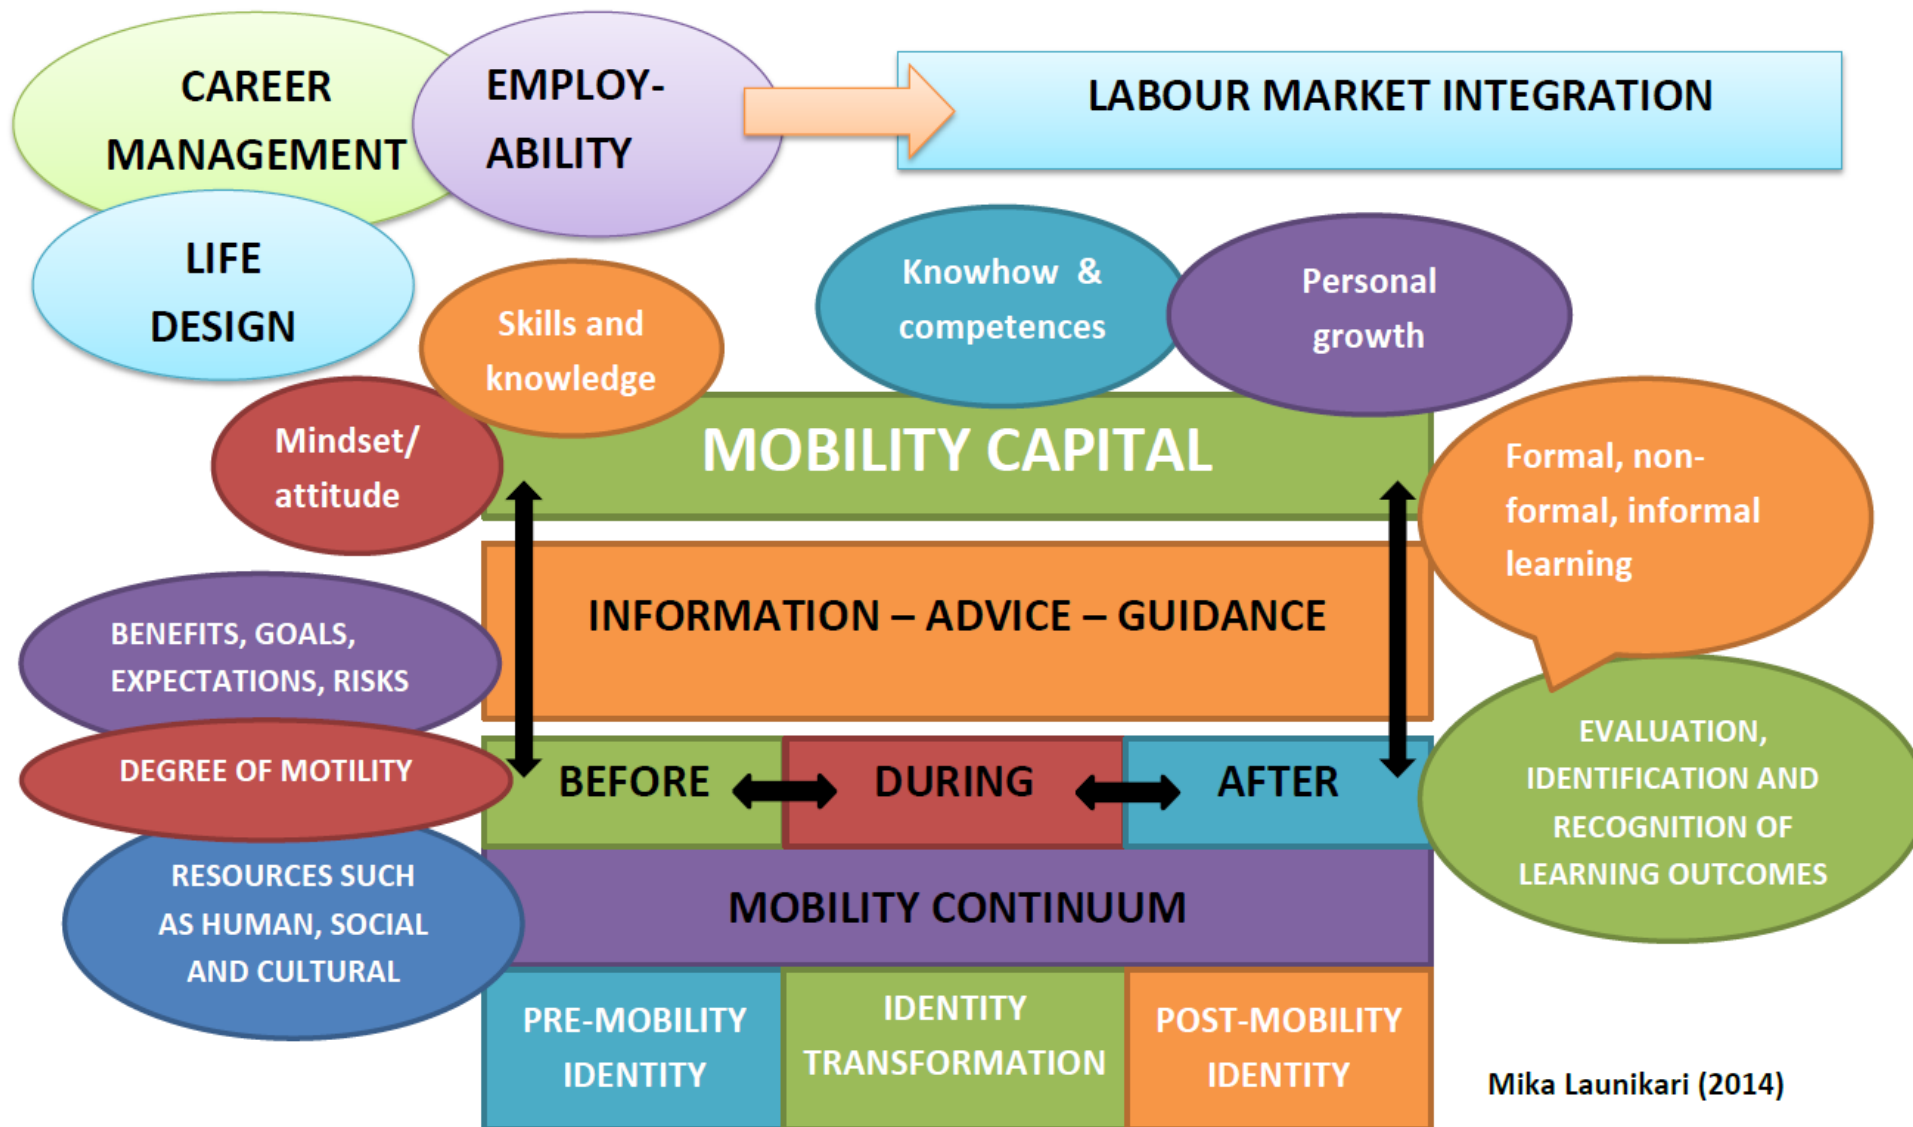 CAREER
MANAGEMENT
EMPLOY-
ABILITY
LABOUR MARKET INTEGRATION
LIFE
DESIGN
Skills and
knowledge
Knowhow & 
competences
Personal
growth
Mindset/
attitude
MOBILITY CAPITAL
Formal, non-
formal, informal
learning
INFORMATION – ADVICE – GUIDANCE
BENEFITS, GOALS,
EXPECTATIONS, RISKS
DEGREE OF MOTILITY
BEFORE
DURING
AFTER
EVALUATION,
IDENTIFICATION AND
RECOGNITION OF
LEARNING OUTCOMES
RESOURCES SUCH
AS HUMAN, SOCIAL
AND CULTURAL
MOBILITY CONTINUUM
PRE-MOBILITY
IDENTITY
IDENTITY
TRANSFORMATION
POST-MOBILITY
IDENTITY
Mika Launikari (2014)